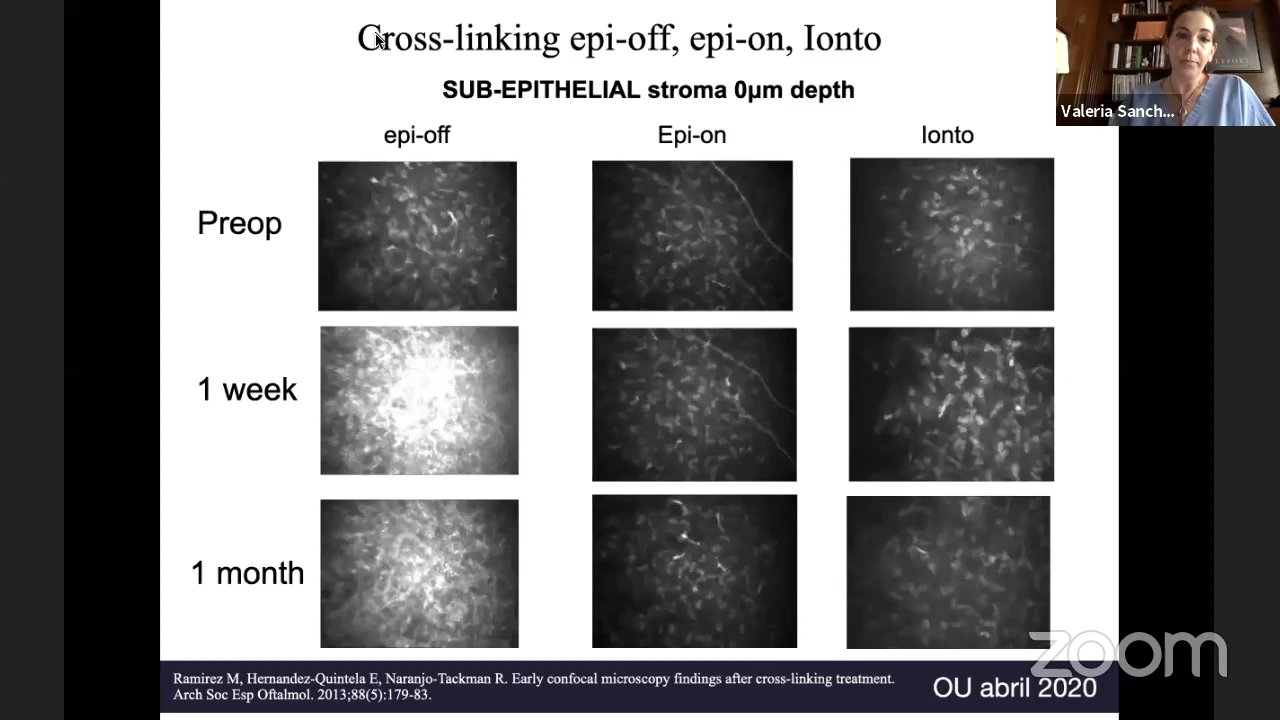 Cross-linking epi-off, epi-on, Ionto
SUB-EPITHELIAL stroma 0µm depth
epi-off Epi-on Ionto
Preop
1 week
1 month
Ramirez M, Hernandez-Quintela E, Naranjo-Tackman R. Early confocal microscopy findings after cross-linking treatment.
Arch Soc Esp Oftalmol. 2013;88(5):179-83.
OU abril 2020
Valeria Sanch...
zoom